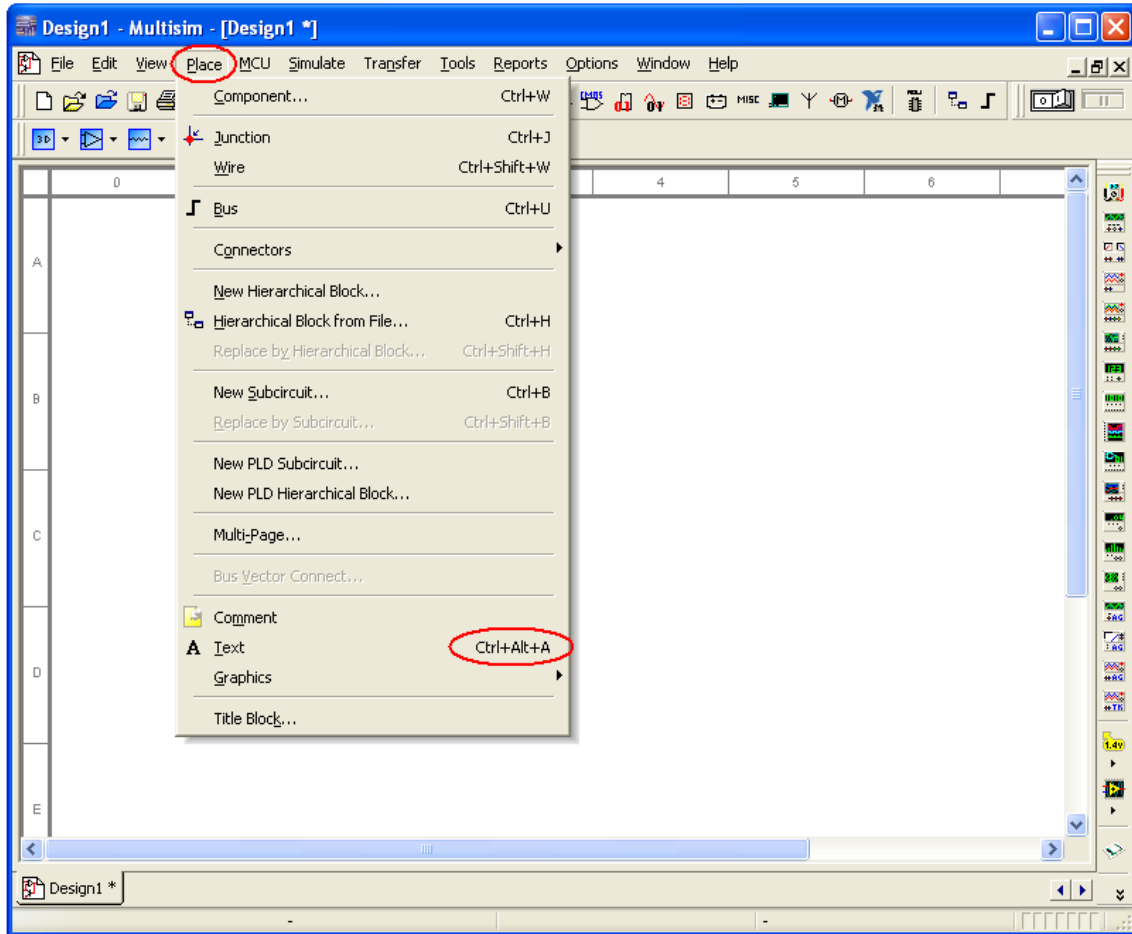 Design1 - Multisim - [Design1 *]
File Edit View Place MCU Simulate Transfer Tools Reports Options Window Help
Component... Ctrl+W
MISC
3D
Junction Ctrl+J
Wire Ctrl+Shift+W
0 4 5 6
Bus Ctrl+U
Connectors
A
New Hierarchical Block...
Hierarchical Block from File... Ctrl+H
Replace by Hierarchical Block... Ctrl+Shift+H
New Subcircuit... Ctrl+B
B
Replace by Subcircuit... Ctrl+Shift+B
New PLD Subcircuit...
New PLD Hierarchical Block...
Multi-Page...
C
Bus Vector Connect...
Comment
A Text Ctrl+Alt+A
D
Graphics
Title Block...
1.4v
E
Design1 *
- -